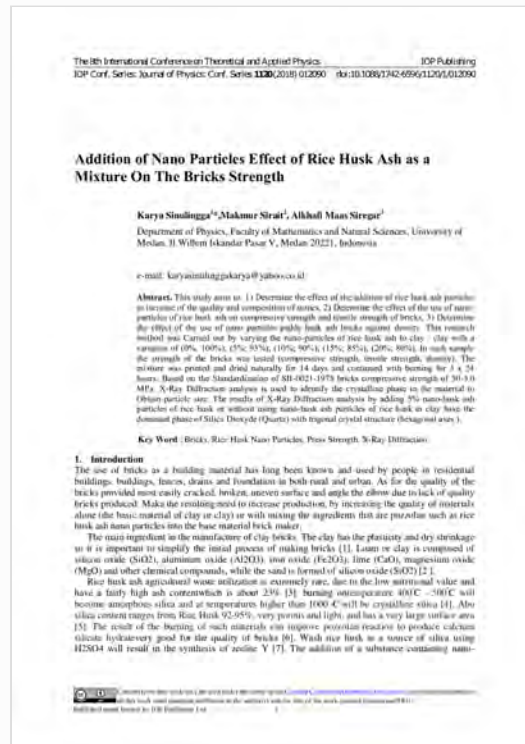 The 8th International Conference on Theoretical and Applied Physics IOP Publishing
IOP Conf. Series: Journal of Physics: Conf. Series 1120 (2018) 012090 doi:10.1088/1742-6596/1120/1/012090
Addition of Nano Particles Effect of Rice Husk Ash as a
Mixture On The Bricks Strength
Karya Sinulingga¹*,Makmur Sirait², Alkhafi Maas Siregar³
Department of Physics, Faculty of Mathematics and Natural Sciences, University of
Medan, Jl.Willem Iskandar Pasar V, Medan 20221, Indonesia
e-mail: karyasinulinggakarya@yahoo.co.id
Abstract. This study aims to: 1) Determine the effect of the addition of rice husk ash particles
to increase of the quality and composition of mixes, 2) Determine the effect of the use of nano-
particles of rice husk ash on compressive strength and tensile strength of bricks, 3) Determine
the effect of the use of nano particles paddy husk ash bricks against density. This research
method was Carried out by varying the nano-particles of rice husk ash to clay : clay with a
variation of (0%, 100%), (5%; 95%), (10%; 90%), (15%; 85%), (20%; 80%). In each sample
the strength of the bricks was tested (compressive strength, tensile strength, density). The
mixture was printed and dried naturally for 14 days and continued with burning for 3 x 24
hours. Based on the Standardization of SII-0021-1978 bricks compressive strength of
MPa. X-Ray Diffraction analysis is used to identify the crystalline phase in the material to
Obtain particle size. The results of X-Ray Diffraction analysis by adding 5% nano-husk ash
particles of rice husk or without using nano-husk ash particles of rice husk in clay have the
dominant phase of Silica Dioxide (Quartz) with trigonal crystal structure (hexagonal axes ).
Key Word : Bricks, Rice Husk Nano Particles, Press Strength, X-Ray Diffraction
1. Introduction
The use of bricks as a building material has long been known and used by people in residential
buildings, buildings, fences, drains and foundation in both rural and urban. As for the quality of the
bricks provided most easily cracked, broken, uneven surface and angle the elbow due to lack of quality
bricks produced. Make the resulting need to increase production, by increasing the quality of materials
alone (the basic material of clay or clay) or with mixing the ingredients that are pozzolan such as rice
husk ash nano particles into the base material brick maker.
The main ingredient in the manufacture of clay bricks. The clay has the plasticity and dry shrinkage
so it is important to simplify the initial process of making bricks [1]. Loam or clay is composed of
silicon oxide (SiO2), aluminum oxide (Al2O3), iron oxide (Fe2O3), lime (CaO), magnesium oxide
(MgO) and other chemical compounds, while the sand is formed of silicon oxide (SiO2) [2 ].
Rice husk ash agricultural waste utilization is extremely rare, due to the low nutritional value and
have a fairly high ash contentwhich is about 23% [3]. burning temperature 400˚C - 500˚C will
become amorphous silica and at temperatures higher than 1000 ˚C will be crystalline silica [4]. Abu
silica content ranges from Rice Husk 92-95%, very porous and light, and has a very large surface area
[5]. The result of the burning of such materials can improve pozzolan reaction to produce calcium
silicate hydratevery good for the quality of bricks [6]. Wash rice husk as a source of silica using
H2SO4 will result in the synthesis of zeolite Y [7]. The addition of a substance containing nano-
1